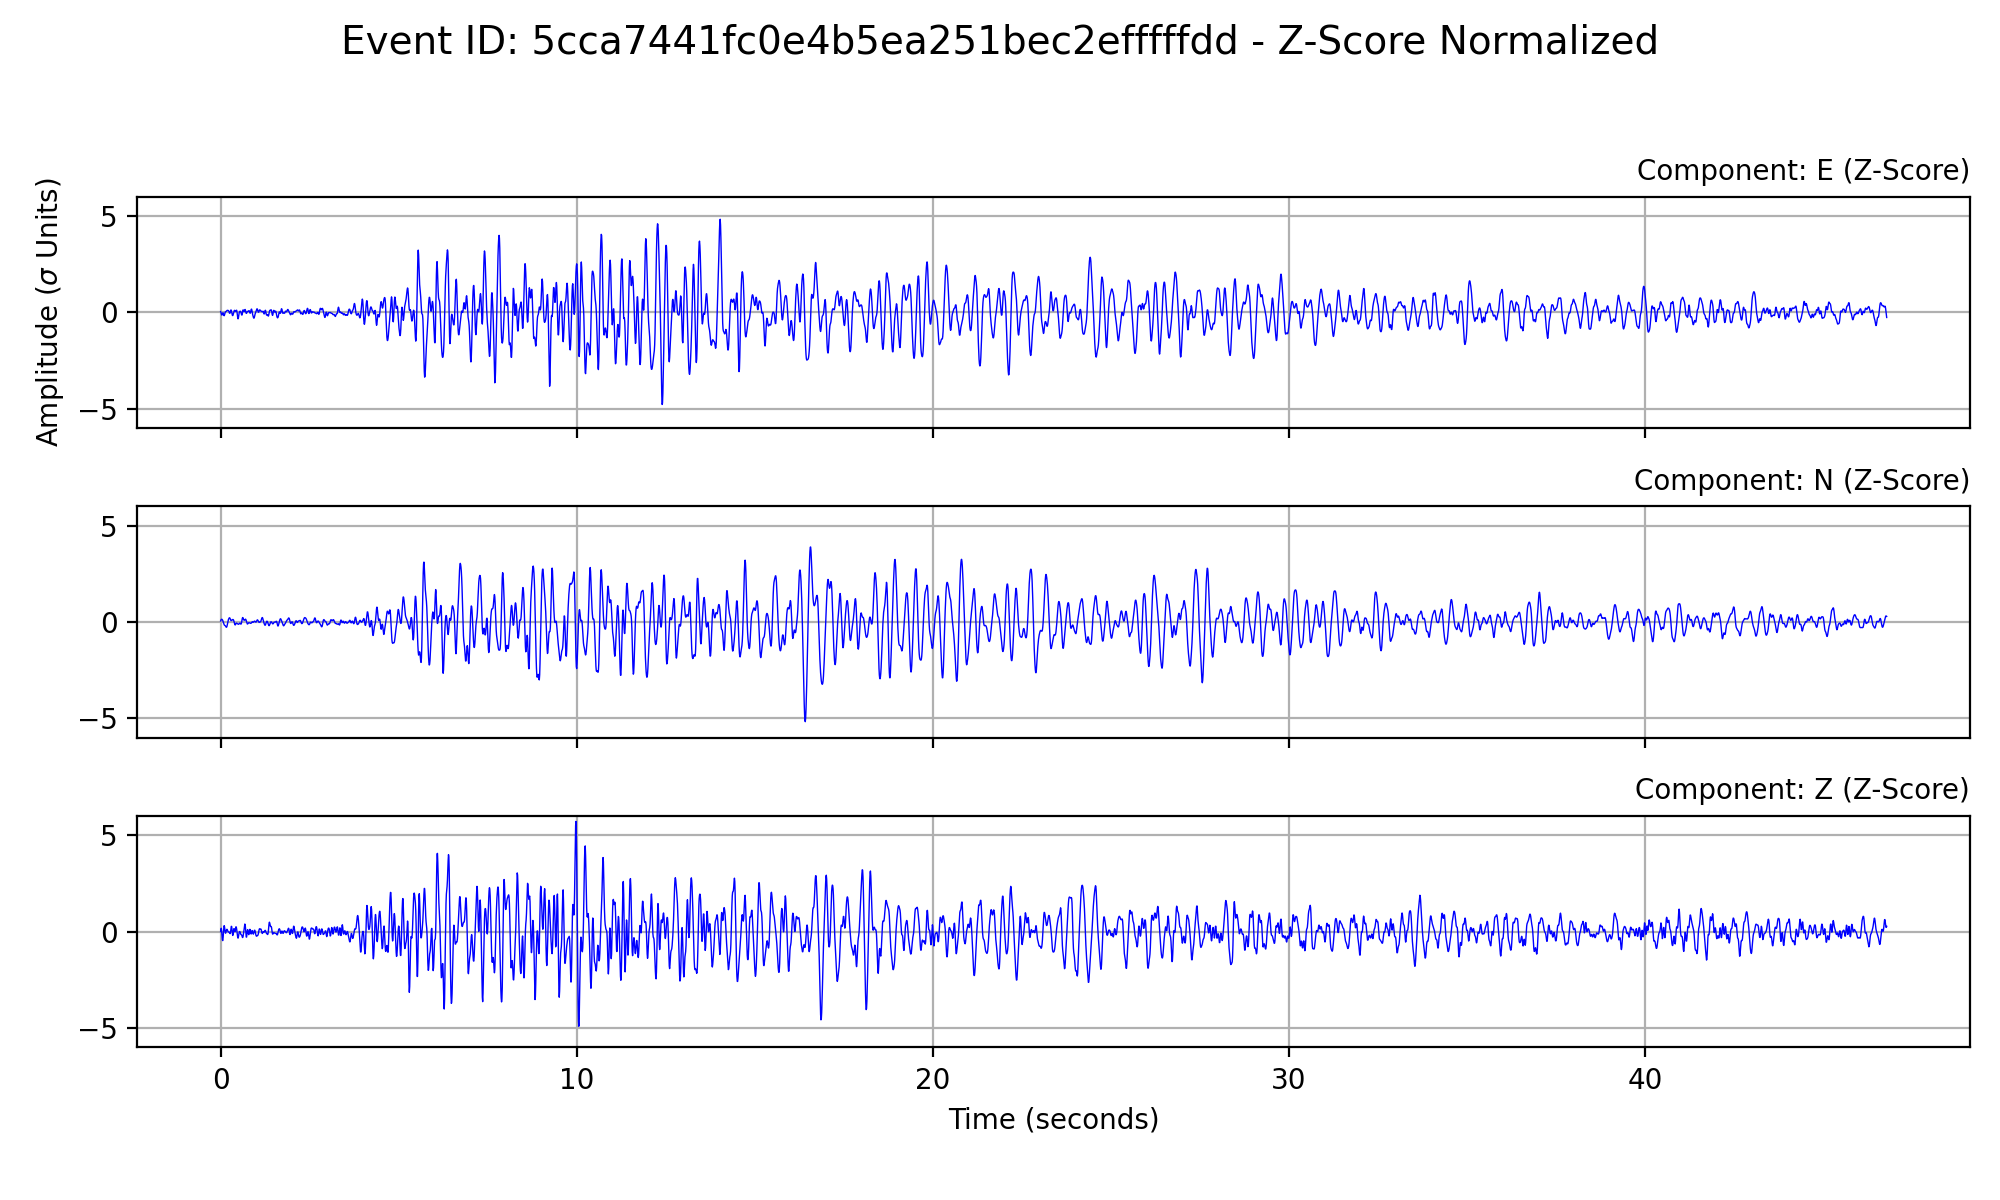 Event ID: 5cca7441fc0e4b5ea251bec2efffffdd - Z-Score Normalized
Component: E (Z-Score)
Amplitude (σ Units)
5
0
−5
Component: N (Z-Score)
5
0
−5
Component: Z (Z-Score)
5
0
−5
0 10 20 30 40
Time (seconds)